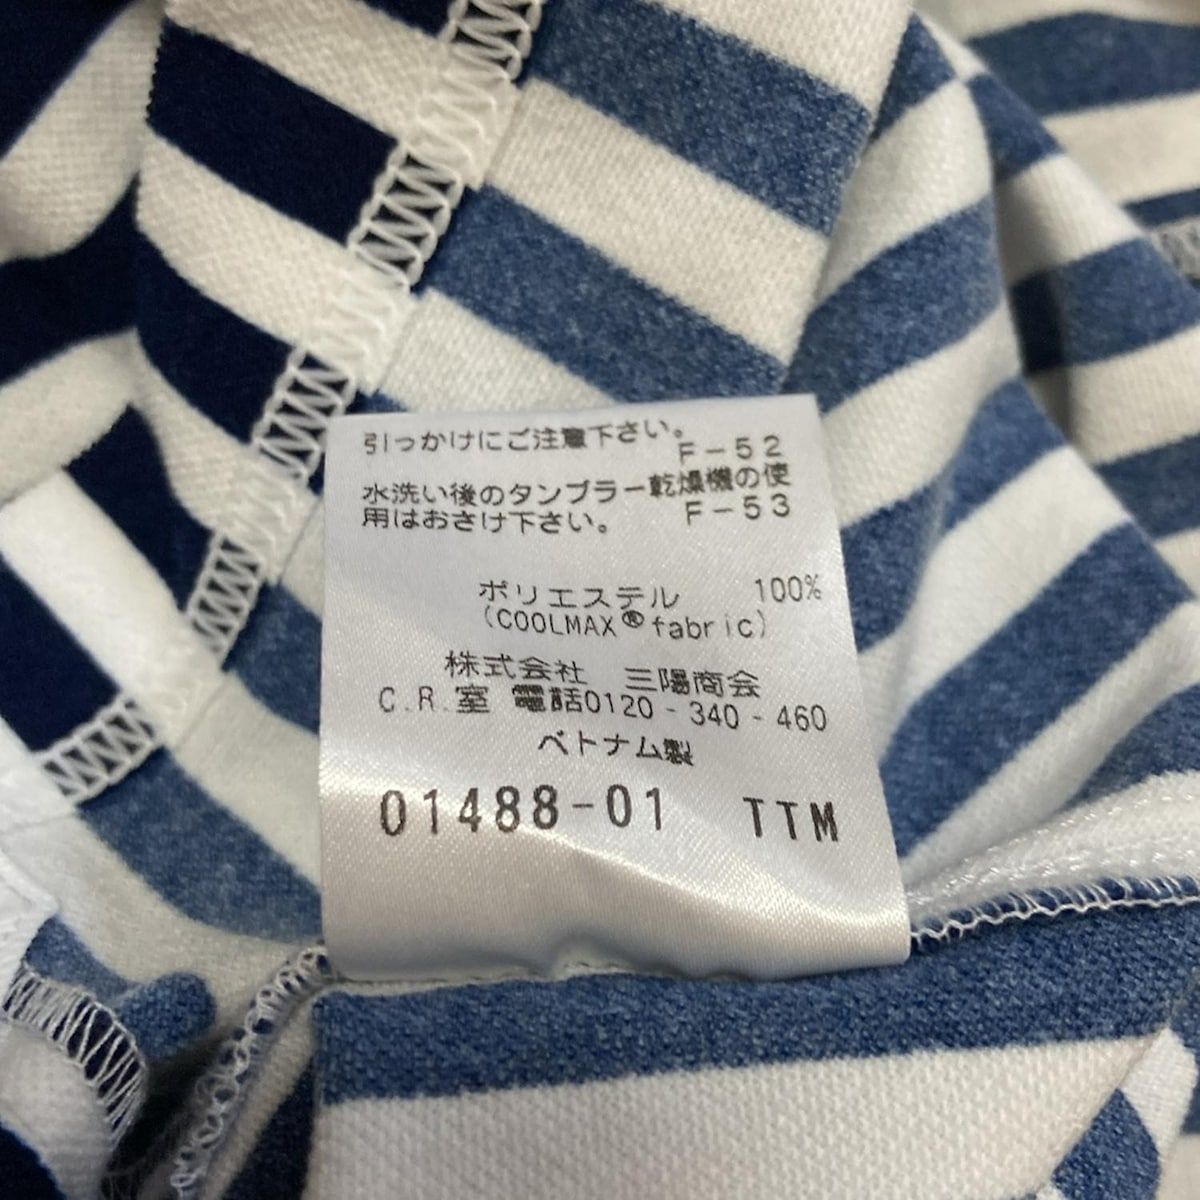 引っかけにご注意下さい。
F-52
水洗い後のタンブラー乾燥機の使
用はおさけ下さい。 F-53
ポリエステル 100%
(COOLMAX®fabric)
株式会社 三陽商会
C.R.室 電話0120-340-460
ベトナム製
01488-01 TTM